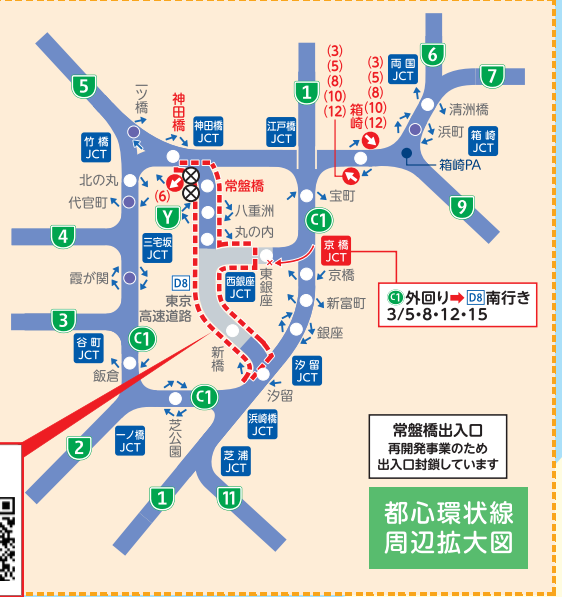 5
一ツ橋
神田橋
神田橋
JCT
江戸橋
JCT
1
(3)
(5)
(8)
(10)
(12)
箱崎
(3)
(5)
(8)
(10)
(12)
両国
JCT
6
7
清洲橋
浜町
箱崎
JCT
箱崎PA
9
竹橋
JCT
北の丸
代官町
(6)
Y
常盤橋
八重洲
丸の内
宝町
C1
4
三宅坂
JCT
霞が関
D8
東京
高速道路
西銀座
JCT
東銀座
京橋
JCT
京橋
新富町
銀座
C1外回り➡D8南行き
3/5・8・12・15
3
谷町
JCT
C1
飯倉
新橋
汐留
JCT
汐留
C1
芝公園
浜崎橋
JCT
一ノ橋
JCT
芝浦
JCT
2
1
11
常盤橋出入口
再開発事業のため
出入口封鎖しています
都心環状線
周辺拡大図